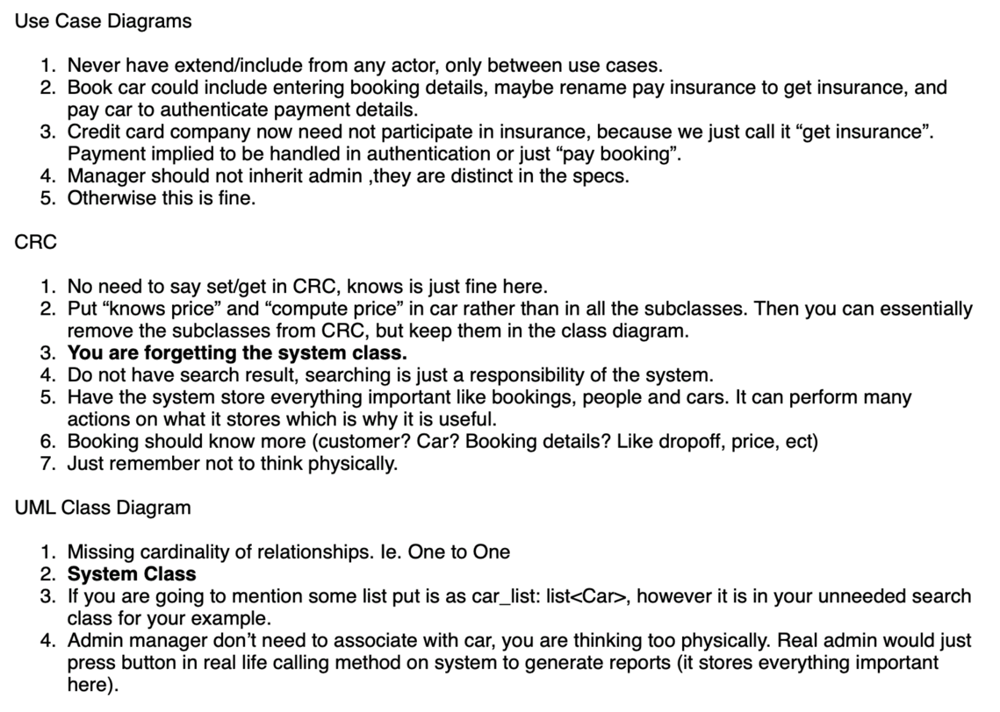 Use Case Diagrams
1. Never have extend/include from any actor, only between use cases.
2. Book car could include entering booking details, maybe rename pay insurance to get insurance, and
pay car to authenticate payment details.
3. Credit card company now need not participate in insurance, because we just call it “get insurance”.
Payment implied to be handled in authentication or just “pay booking”.
4. Manager should not inherit admin ,they are distinct in the specs.
5. Otherwise this is fine.
CRC
1. No need to say set/get in CRC, knows is just fine here.
2. Put “knows price” and “compute price” in car rather than in all the subclasses. Then you can essentially
remove the subclasses from CRC, but keep them in the class diagram.
3. You are forgetting the system class.
4. Do not have search result, searching is just a responsibility of the system.
5. Have the system store everything important like bookings, people and cars. It can perform many
actions on what it stores which is why it is useful.
6. Booking should know more (customer? Car? Booking details? Like dropoff, price, ect)
7. Just remember not to think physically.
UML Class Diagram
1. Missing cardinality of relationships. Ie. One to One
2. System Class
3. If you are going to mention some list put is as car_list: list<Car>, however it is in your unneeded search
class for your example.
4. Admin manager don’t need to associate with car, you are thinking too physically. Real admin would just
press button in real life calling method on system to generate reports (it stores everything important
here).